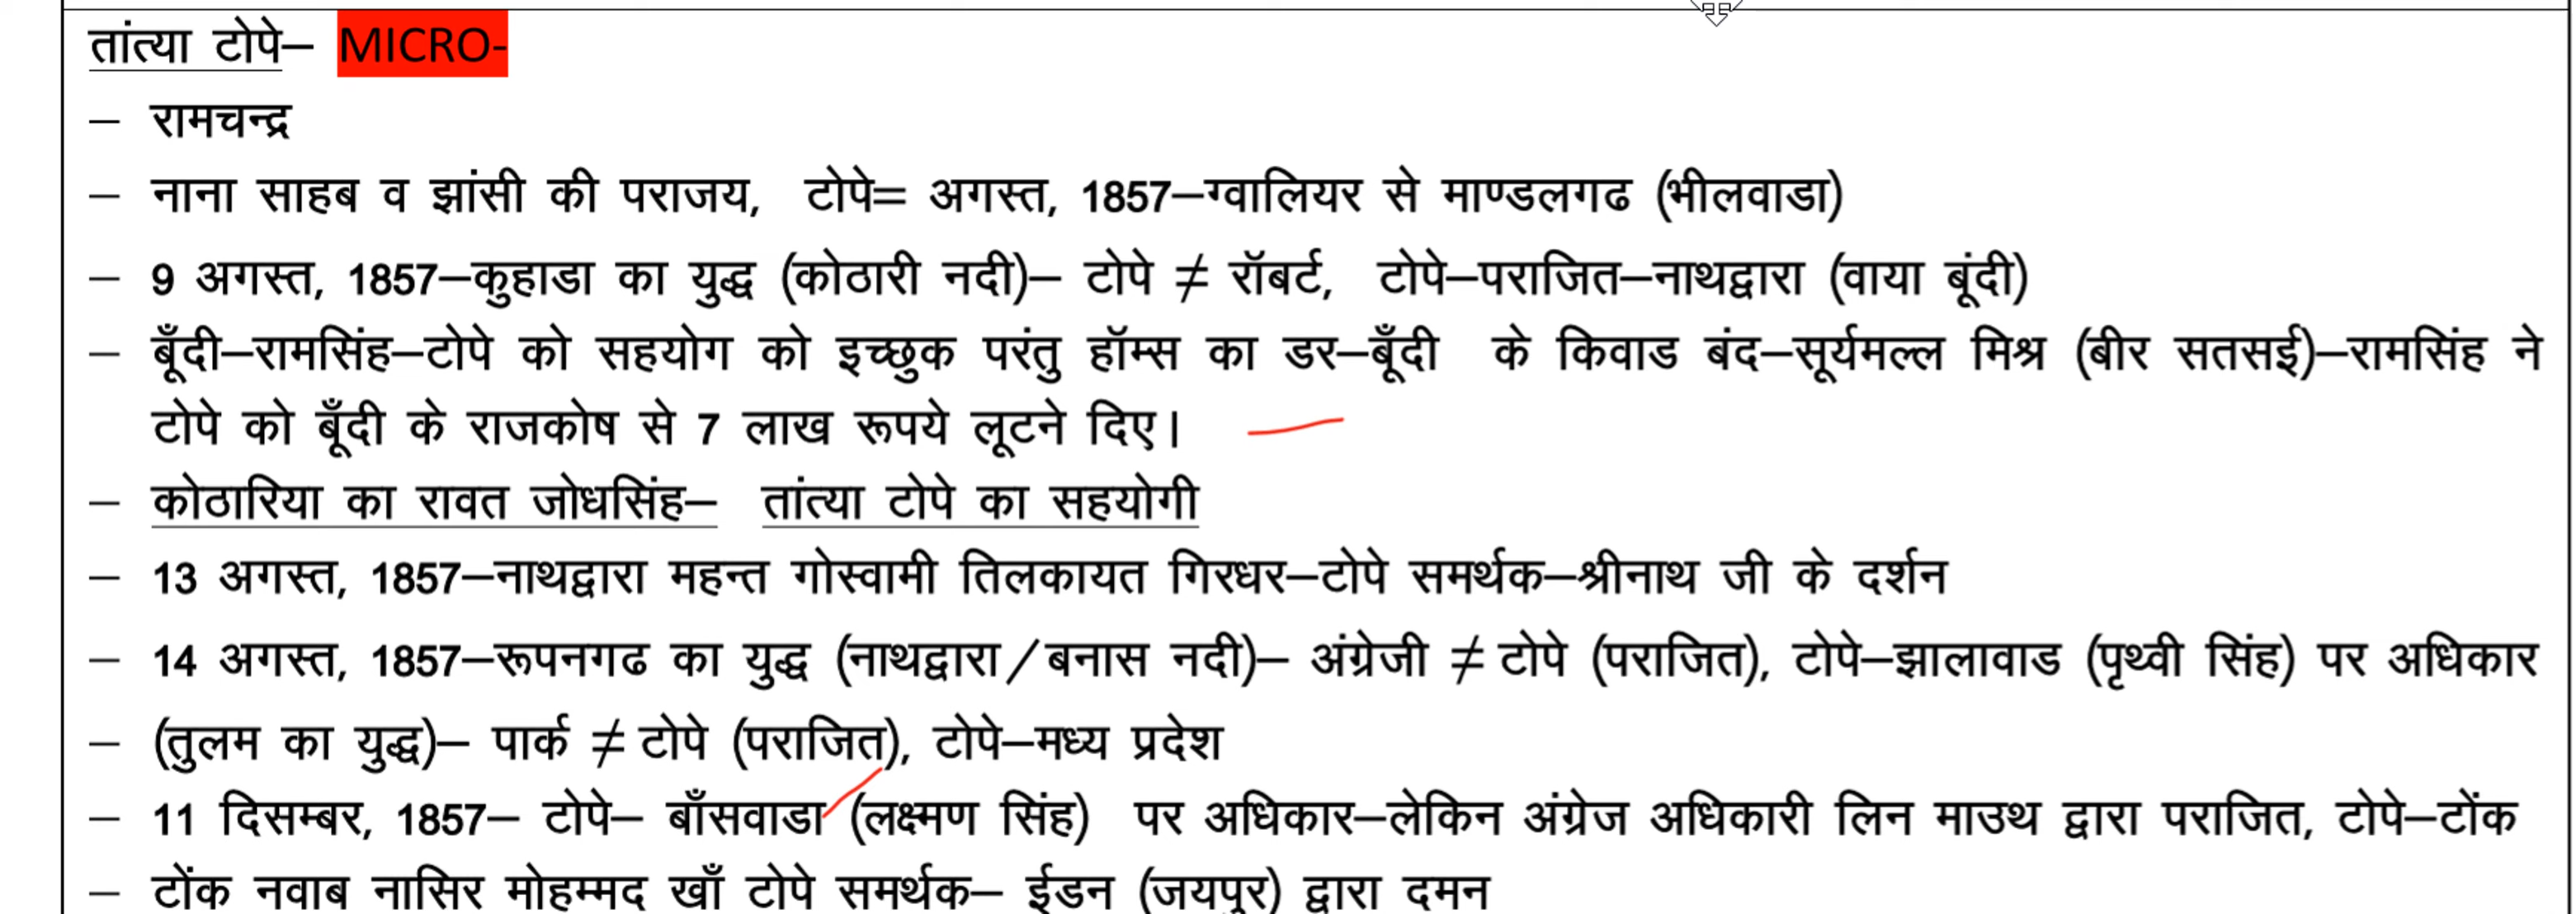 तांत्या टोपे– MICRO-
– रामचन्द्र
– नाना साहब व झांसी की पराजय, टोपे= अगस्त, 1857–ग्वालियर से माण्डलगढ (भीलवाडा)
– 9 अगस्त, 1857–कुहाडा का युद्ध (कोठारी नदी)– टोपे ≠ रॉबर्ट, टोपे–पराजित–नाथद्वारा (वाया बूंदी)
– बूँदी–रामसिंह–टोपे को सहयोग को इच्छुक परंतु हॉम्स का डर–बूँदी के किवाड बंद–सूर्यमल्ल मिश्र (बीर सतसई)–रामसिंह ने
टोपे को बूँदी के राजकोष से 7 लाख रूपये लूटने दिए।
– कोठारिया का रावत जोधसिंह– तांत्या टोपे का सहयोगी
– 13 अगस्त, 1857–नाथद्वारा महन्त गोस्वामी तिलकायत गिरधर–टोपे समर्थक–श्रीनाथ जी के दर्शन
– 14 अगस्त, 1857–रूपनगढ का युद्ध (नाथद्वारा/बनास नदी)– अंग्रेजी ≠ टोपे (पराजित), टोपे–झालावाड (पृथ्वी सिंह) पर अधिकार
– (तुलम का युद्ध)– पार्क ≠ टोपे (पराजित), टोपे–मध्य प्रदेश
– 11 दिसम्बर, 1857– टोपे– बाँसवाडा (लक्ष्मण सिंह) पर अधिकार–लेकिन अंग्रेज अधिकारी लिन माउथ द्वारा पराजित, टोपे–टोंक
– टोंक नवाब नासिर मोहम्मद खाँ टोपे समर्थक– ईडन (जयपुर) द्वारा दमन